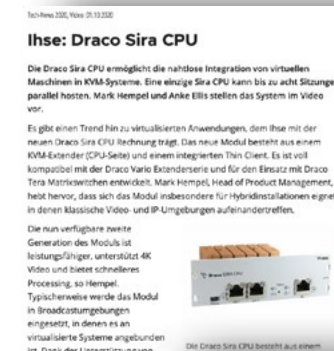 Tech-News 2020, Video: 01.10.2020
Ihse: Draco Sira CPU
Die Draco Sira CPU ermöglicht die nahtlose Integration von virtuellen
Maschinen in KVM-Systeme. Eine einzige Sira CPU kann bis zu acht Sitzunge
parallel hosten. Mark Hempel und Anke Ellis stellen das System im Video
vor.
Es gibt einen Trend hin zu virtualisierten Anwendungen, dem Ihse mit der
neuen Draco Sira CPU Rechnung trägt. Das neue Modul besteht aus einem
KVM-Extender (CPU-Seite) und einem integrierten Thin Client. Es ist voll
kompatibel mit der Draco Vario Extenderserie und für den Einsatz mit Draco
Tera Matrixswitchen entwickelt. Mark Hempel, Head of Product Management,
hebt hervor, dass sich das Modul insbesondere für Hybridinstallationen eignet
in denen klassische Video- und IP-Umgebungen aufeinandertreffen.
Die nun verfügbare zweite
Generation des Moduls ist
leistungsfähiger, unterstützt 4K
Video und bietet schnelleres
Processing, so Hempel.
Typischerweise werde das Modul
in Broadcastumgebungen
eingesetzt, in denen es an
virtualisierte Systeme angebunden
ist. Dank der Unterstützung von
Die Draco Sira CPU besteht aus einem